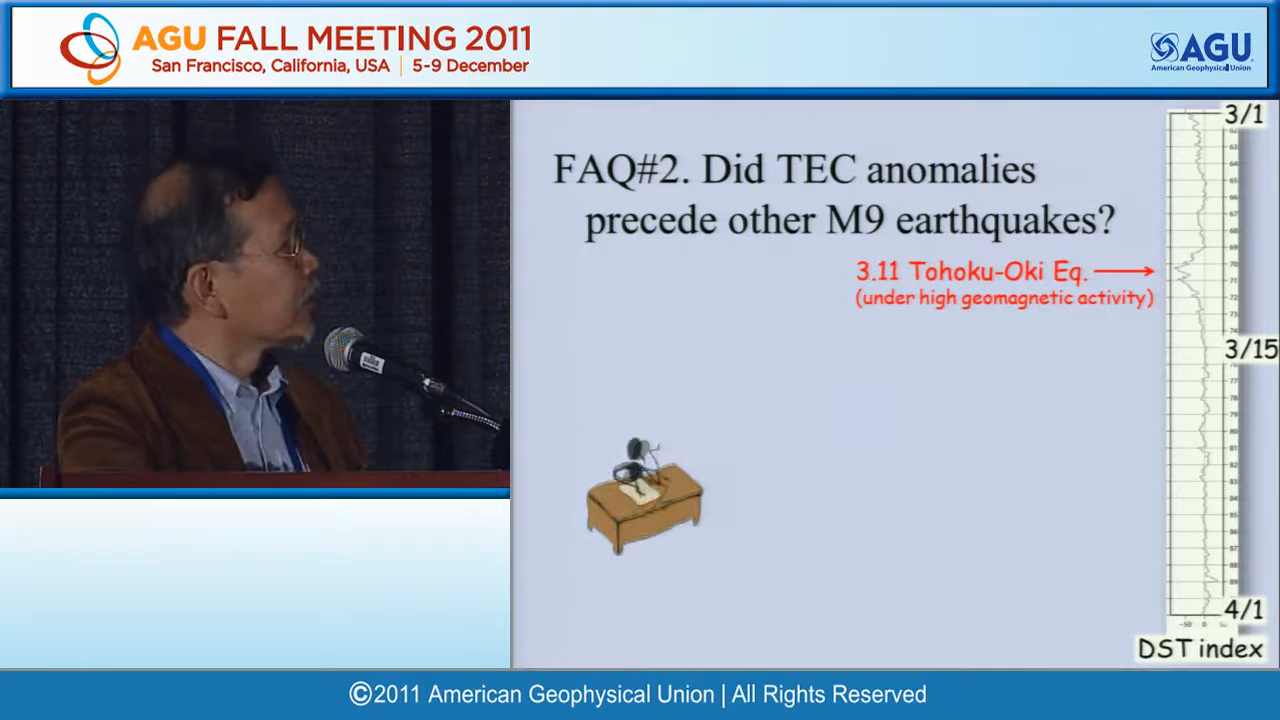 AGU FALL MEETING 2011
San Francisco, California, USA | 5-9 December
AGU
American Geophysical Union
FAQ#2. Did TEC anomalies
precede other M9 earthquakes?
3.11 Tohoku-Oki Eq.
(under high geomagnetic activity)
3/1
3/15
4/1
DST index
©2011 American Geophysical Union | All Rights Reserved